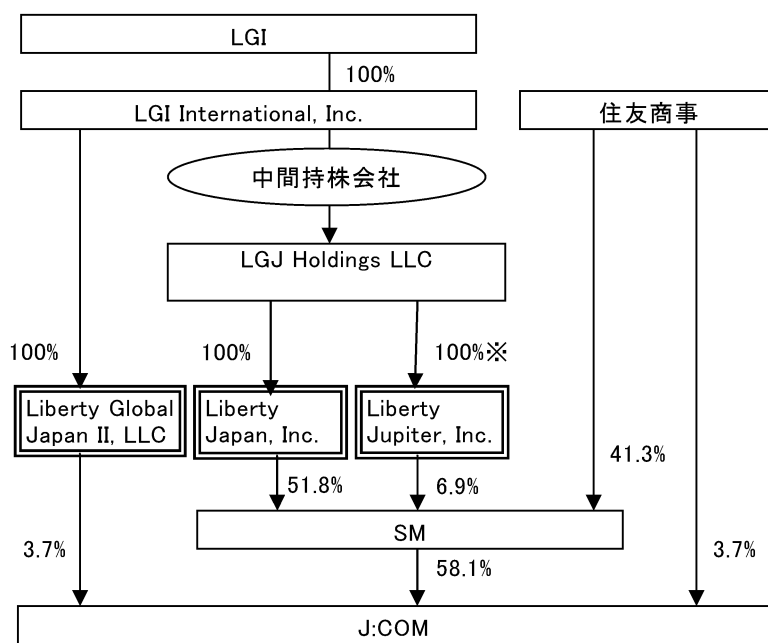 LGI
100%
LGI International, Inc.
住友商事
中間持株会社
LGJ Holdings LLC
100%
100%
100%※
Liberty Global
Japan II, LLC
Liberty
Japan, Inc.
Liberty
Jupiter, Inc.
41.3%
51.8%
6.9%
SM
3.7%
58.1%
3.7%
J:COM